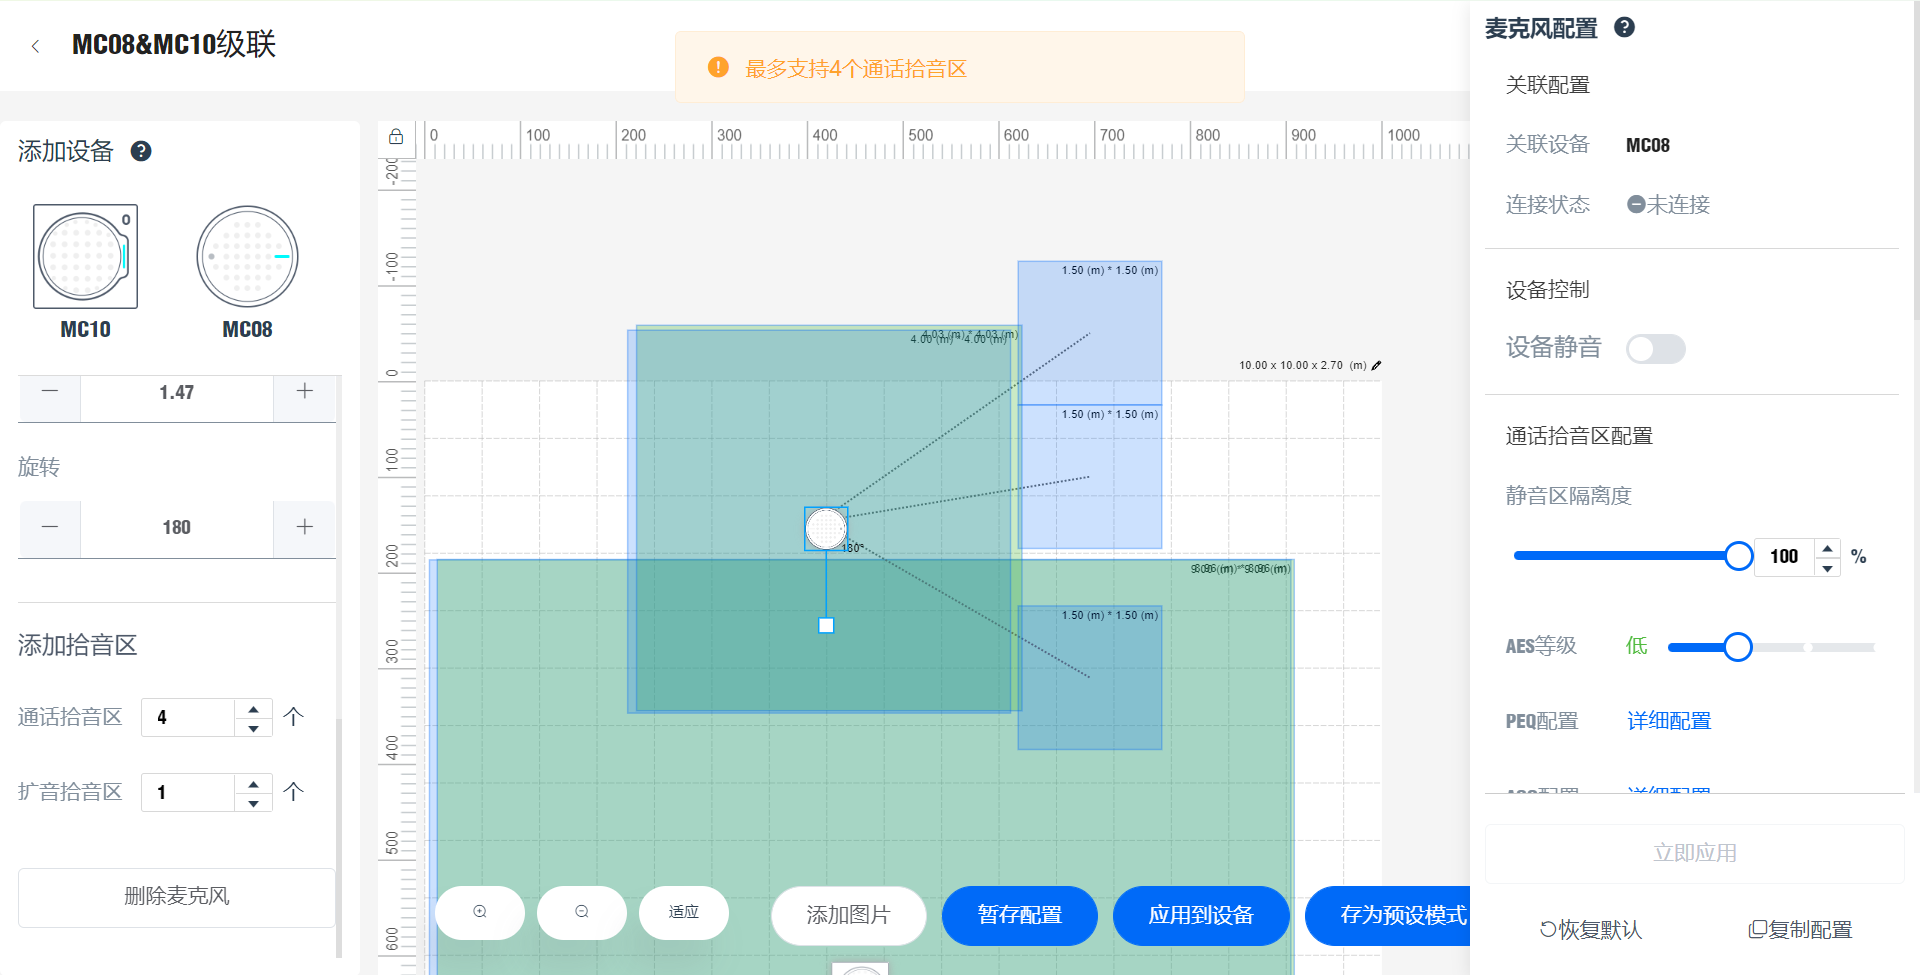 MC08&MC10级联
最多支持4个通话拾音区
添加设备
0
MC10
MC08
1.47
旋转
180
添加拾音区
通话拾音区 4 个
扩音拾音区 1 个
删除麦克风
0 100 200 300 400 500 600 700 800 900 1000
-200
-100
0
100
200
300
400
500
600
1.50 (m) * 1.50 (m)
4.03 (m) * 4.03 (m)
4.00 (m) * 4.00 (m)
10.00 x 10.00 x 2.70 (m)
1.50 (m) * 1.50 (m)
180°
1.50 (m) * 1.50 (m)
适应
添加图片
暂存配置
应用到设备
存为预设模式
麦克风配置
关联配置
关联设备 MC08
连接状态 未连接
设备控制
设备静音
通话拾音区配置
静音区隔离度
100 %
AES等级 低
PEQ配置 详细配置
立即应用
恢复默认
复制配置